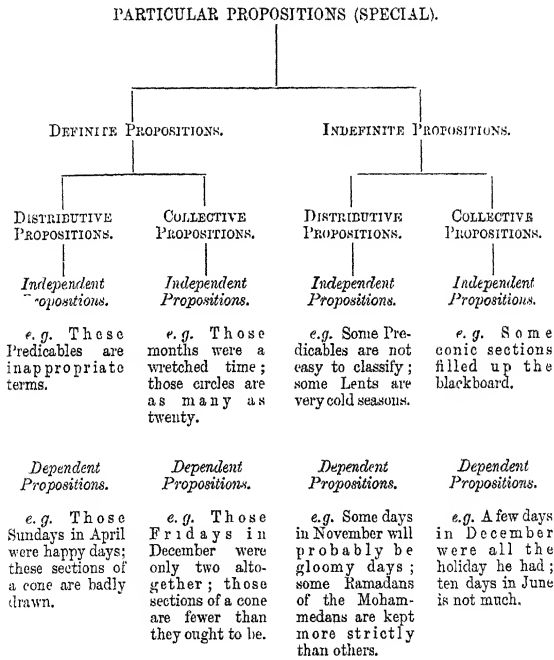 PARTICULAR PROPOSITIONS (SPECIAL).
DEFINITE PROPOSITIONS.
INDEFINITE PROPOSITIONS.
DISTRIBUTIVE
PROPOSITIONS.
COLLECTIVE
PROPOSITIONS.
DISTRIBUTIVE
PROPOSITIONS.
COLLECTIVE
PROPOSITIONS.
Independent
Propositions.
Independent
Propositions.
Independent
Propositions.
Independent
Propositions.
e. g. These
Predicables are
inappropriate
terms.
e. g. Those
months were a
wretched time;
those circles are
as many as
twenty.
e.g. Some Pre-
dicables are not
easy to classify;
some Lents are
very cold seasons.
e. g. Some
conic sections
filled up the
blackboard.
Dependent
Propositions.
Dependent
Propositions.
Dependent
Propositions.
Dependent
Propositions.
e. g. Those
Sundays in April
were happy days;
these sections of
a cone are badly
drawn.
e. g. Those
Fridays in
December were
only two alto-
gether; those
sections of a cone
are fewer than
they ought to be.
e.g. Some days
in November will
probably be
gloomy days;
some Ramadans
of the Moham-
medans are kept
more strictly
than others.
e.g. A few days
in December
were all the
holiday he had;
ten days in June
is not much.